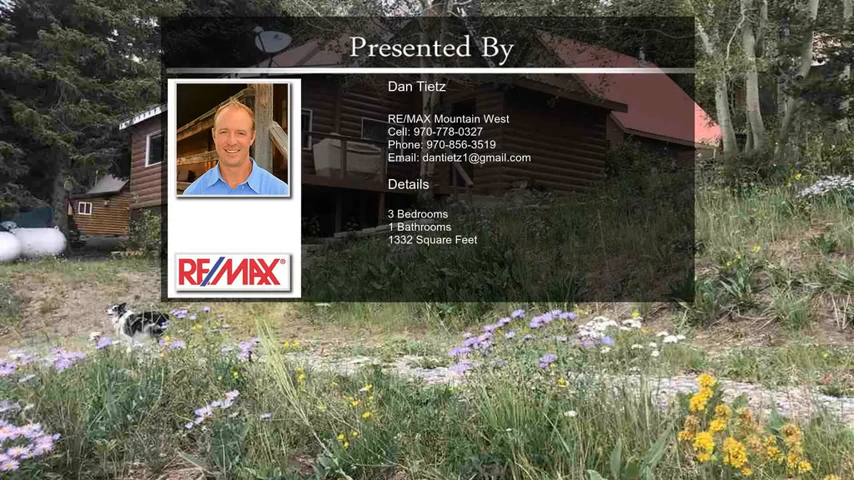 Presented By
Dan Tietz
RE/MAX Mountain West
Cell: 970-778-0327
Phone: 970-856-3519
Email: dantietz1@gmail.com
Details
3 Bedrooms
1 Bathrooms
1332 Square Feet
RE/MAX®